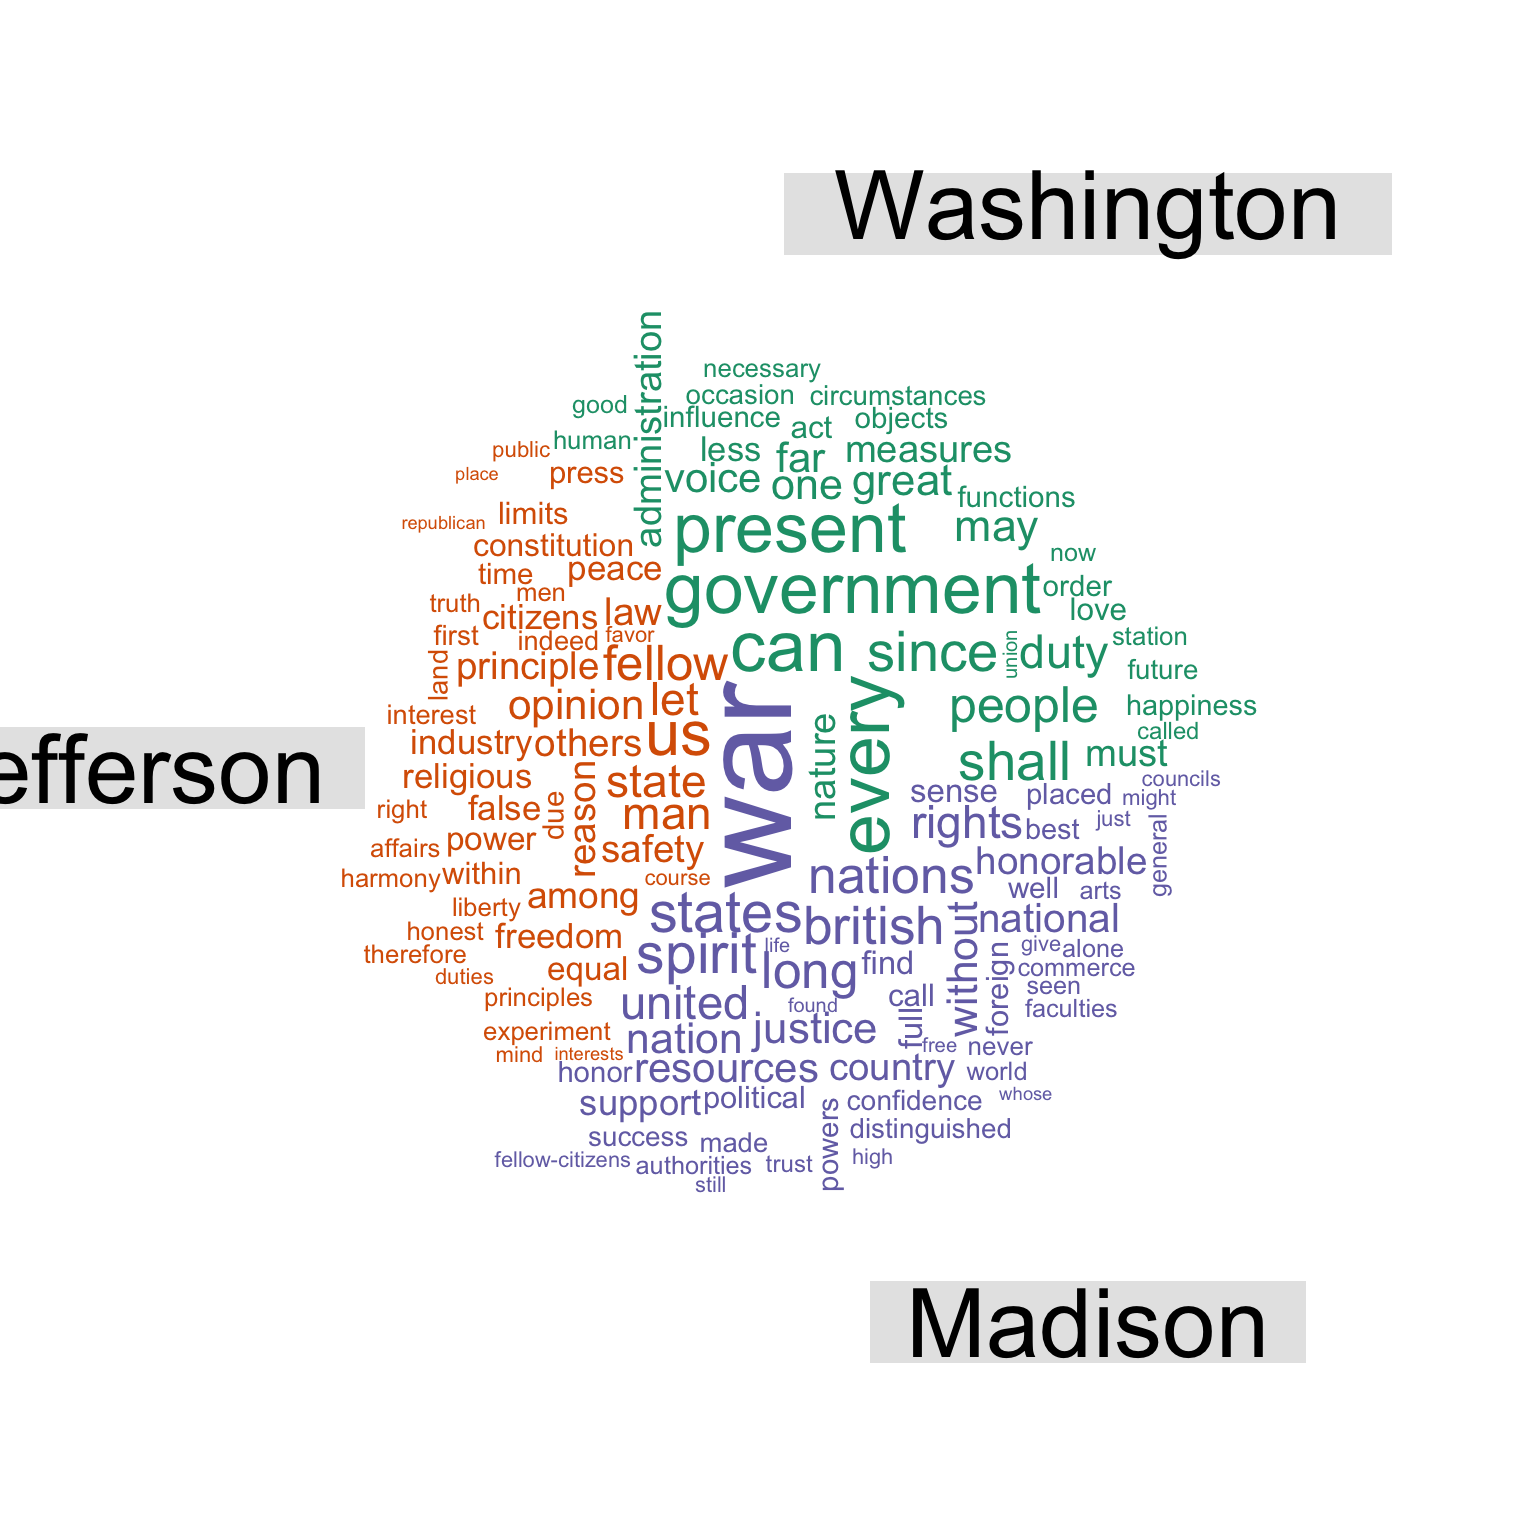 Washington
administration
necessary
good
occasion
circumstances
influence
act
objects
public
human
less
far
measures
place
press
voice
one
great
functions
republican
limits
present
may
constitution
now
time
peace
government
order
truth
men
citizens
law
love
first
indeed
favor
can
since
union
duty
station
land
principle
fellow
future
interest
opinion
let
people
happiness
called
efferson
industry
others
us
war
nature
every
shall
must
religious
state
sense
placed
councils
might
right
false
due
reason
man
rights
best
just
general
affairs
power
safety
harmony
within
course
nations
honorable
liberty
among
well
arts
honest
freedom
states
british
without
national
therefore
spirit
life
give
alone
duties
equal
long
find
foreign
commerce
principles
united
found
call
seen
faculties
experiment
nation
justice
full
free
never
mind
interests
honor
resources
country
world
support
political
powers
confidence
whose
success
made
distinguished
fellow-citizens
authorities
trust
high
still
Madison